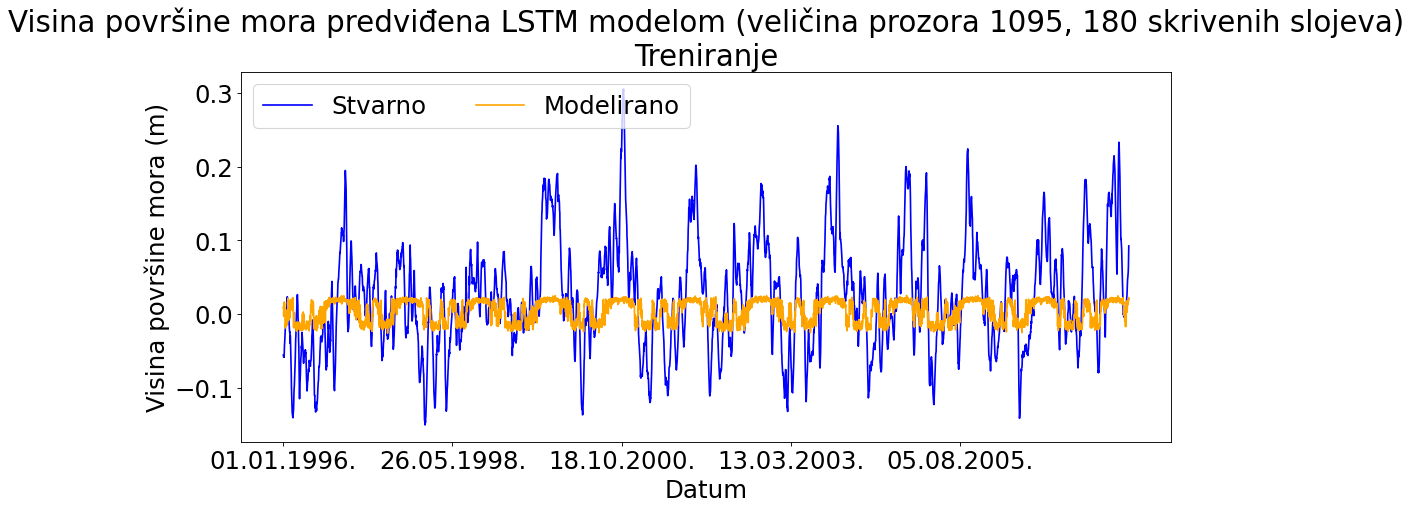 Visina površine mora predviđena LSTM modelom (veličina prozora 1095, 180 skrivenih slojeva)
Treniranje
Stvarno Modelirano
Visina površine mora (m)
0.3
0.2
0.1
0.0
−0.1
01.01.1996. 26.05.1998. 18.10.2000. 13.03.2003. 05.08.2005.
Datum